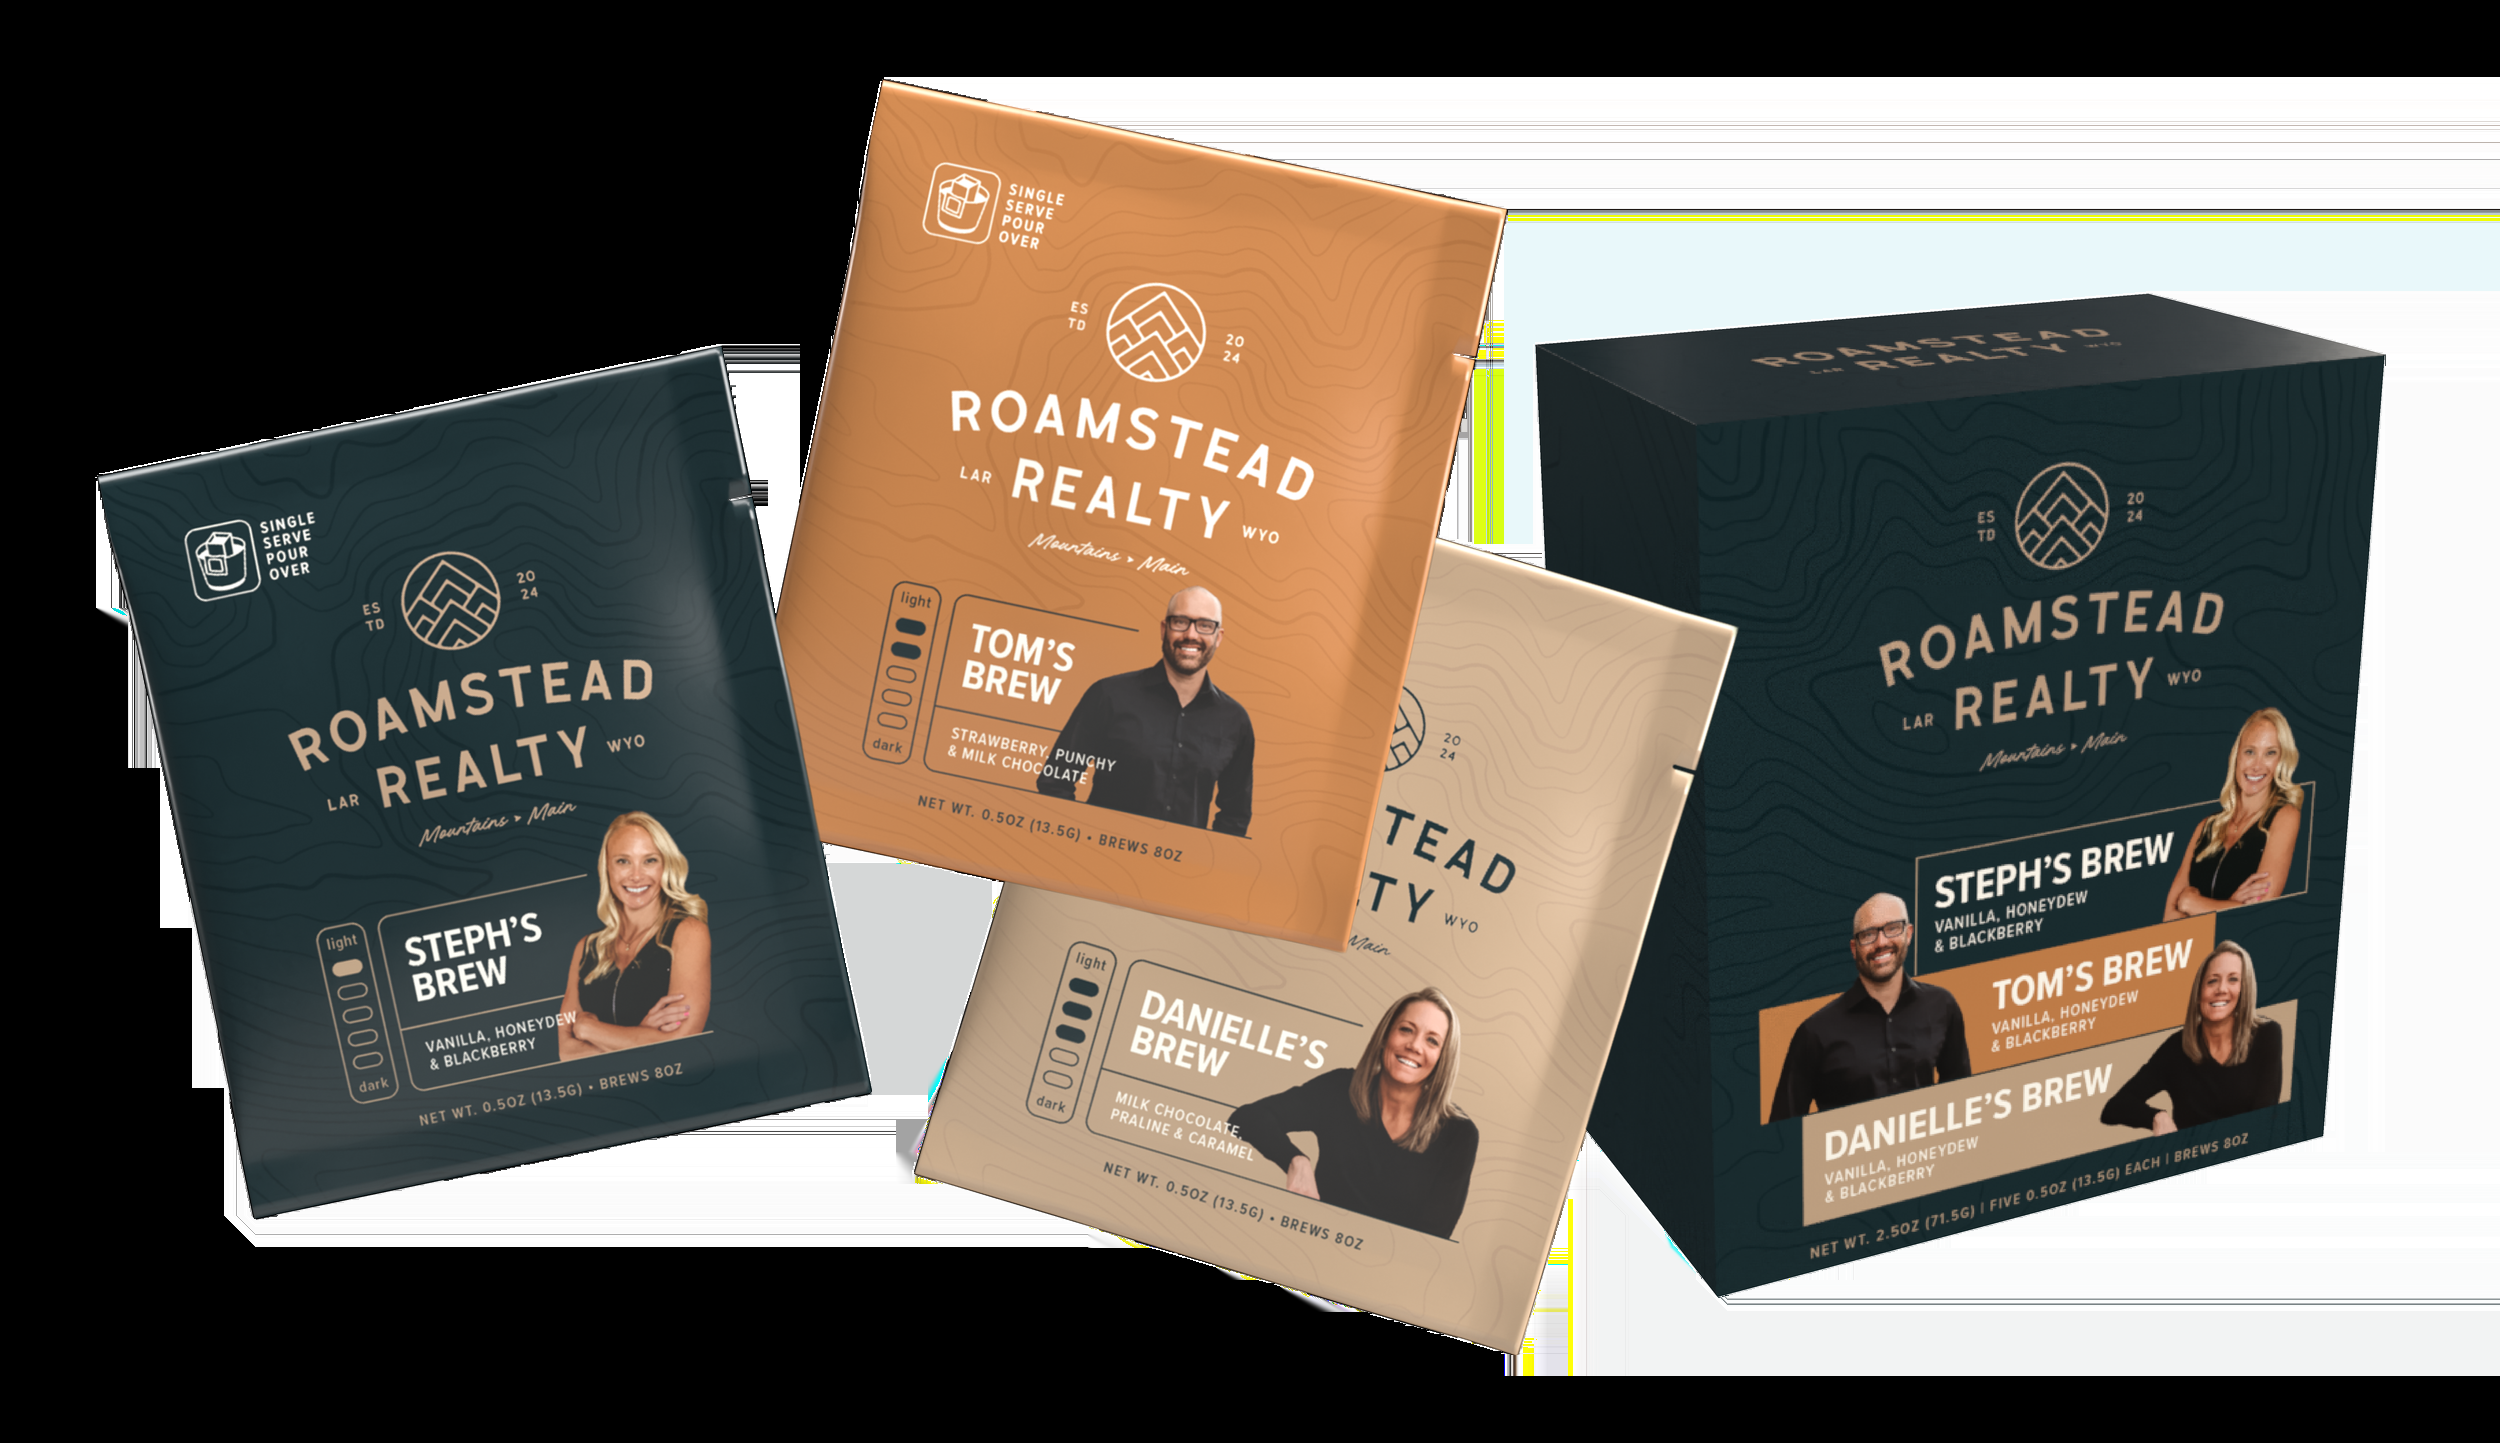 SINGLE
SERVE
POUR
OVER
ES
TD
20
24
ROAMSTEAD
LAR REALTY WYO
Mountains > Main
light
dark
STEPH'S
BREW
VANILLA, HONEYDEW
& BLACKBERRY
NET WT. 0.5OZ (13.5G) • BREWS 8OZ
SINGLE
SERVE
POUR
OVER
ES
TD
20
24
ROAMSTEAD
LAR REALTY WYO
Mountains > Main
light
dark
TOM'S
BREW
STRAWBERRY, PUNCHY
& MILK CHOCOLATE
NET WT. 0.5OZ (13.5G) • BREWS 8OZ
20
24
TEAD
TY WYO
Main
light
dark
DANIELLE'S
BREW
MILK CHOCOLATE,
PRALINE & CARAMEL
NET WT. 0.5OZ (13.5G) • BREWS 8OZ
ROAMSTEAD
LAR REALTY WYO
ES
TD
20
24
ROAMSTEAD
LAR REALTY WYO
Mountains > Main
STEPH'S BREW
VANILLA, HONEYDEW
& BLACKBERRY
TOM'S BREW
VANILLA, HONEYDEW
& BLACKBERRY
DANIELLE'S BREW
VANILLA, HONEYDEW
& BLACKBERRY
NET WT. 2.5OZ (71.5G) | FIVE 0.5OZ (13.5G) EACH | BREWS 8OZ